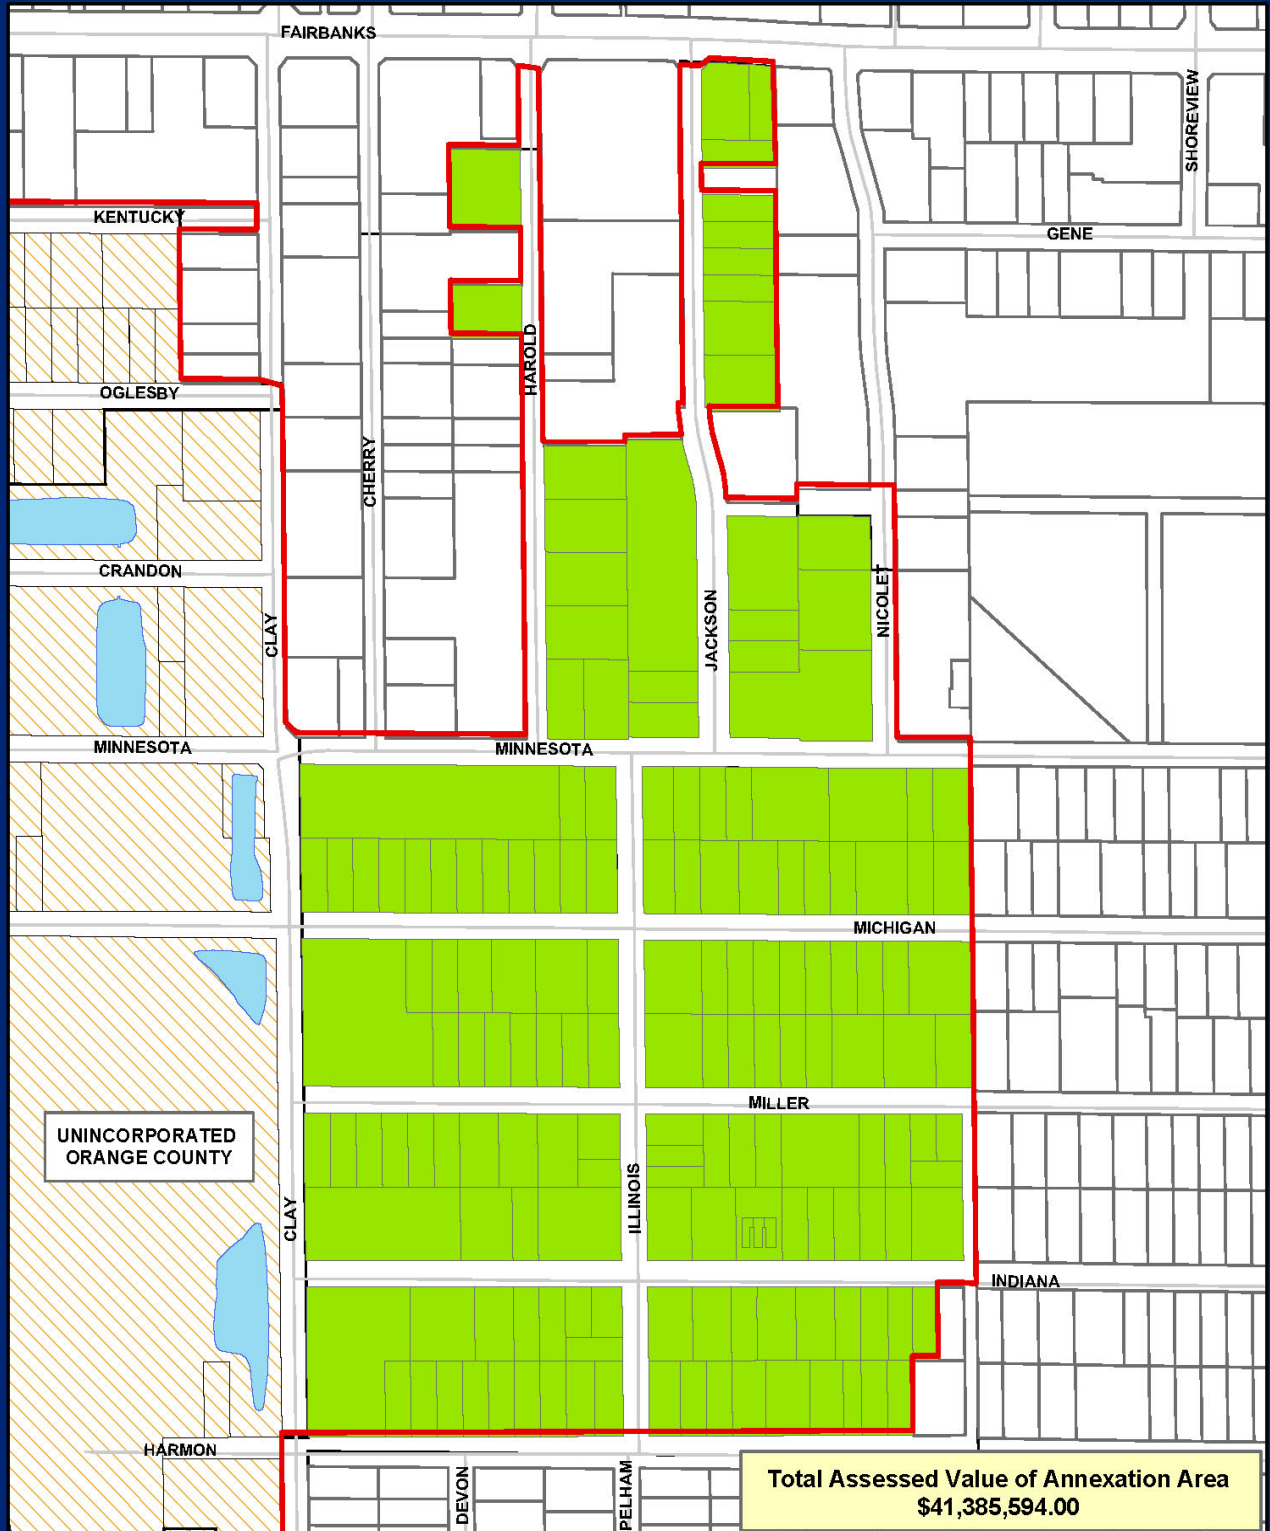 FAIRBANKS
SHOREVIEW
KENTUCKY
GENE
HAROLD
OGLESBY
CHERRY
CRANDON
CLAY
JACKSON
NICOLET
MINNESOTA
MINNESOTA
MICHIGAN
MILLER
UNINCORPORATED
ORANGE COUNTY
CLAY
ILLINOIS
INDIANA
HARMON
DEVON
PELHAM
Total Assessed Value of Annexation Area
$41,385,594.00